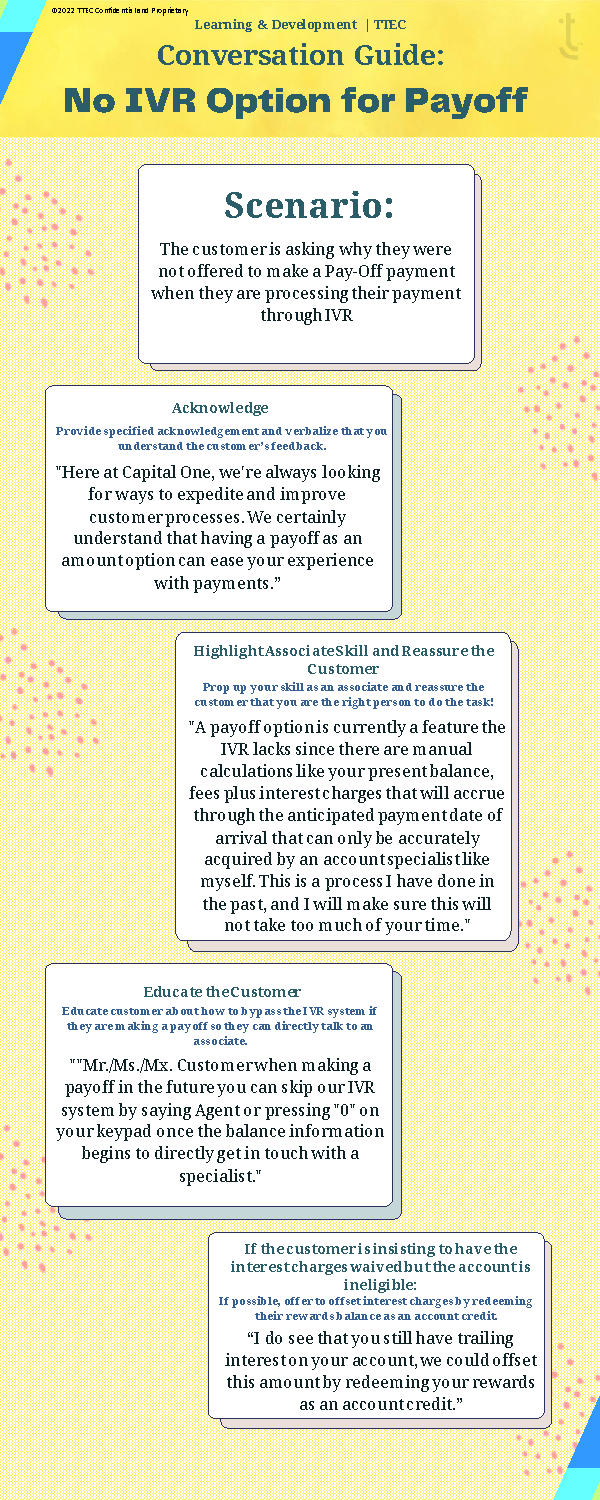 ©2022 TTEC Confidential and Proprietary
Learning & Development | TTEC
Conversation Guide:
No IVR Option for Payoff
Scenario:
The customer is asking why they were
not offered to make a Pay-Off payment
when they are processing their payment
through IVR
Acknowledge
Provide specified acknowledgement and verbalize that you
understand the customer's feedback.
"Here at Capital One, we're always looking
for ways to expedite and improve
customer processes. We certainly
understand that having a payoff as an
amount option can ease your experience
with payments.”
Highlight Associate Skill and Reassure the
Customer
Prop up your skill as an associate and reassure the
customer that you are the right person to do the task!
"A payoff option is currently a feature the
IVR lacks since there are manual
calculations like your present balance,
fees plus interest charges that will accrue
through the anticipated payment date of
arrival that can only be accurately
acquired by an account specialist like
myself. This is a process I have done in
the past, and I will make sure this will
not take too much of your time."
Educate the Customer
Educate customer about how to bypass the IVR system if
they are making a payoff so they can directly talk to an
associate.
""Mr./Ms./Mx. Customer when making a
payoff in the future you can skip our IVR
system by saying Agent or pressing "0" on
your keypad once the balance information
begins to directly get in touch with a
specialist."
If the customer is insisting to have the
interest charges waived but the account is
ineligible:
If possible, offer to offset interest charges by redeeming
their rewards balance as an account credit.
“I do see that you still have trailing
interest on your account, we could offset
this amount by redeeming your rewards
as an account credit.”